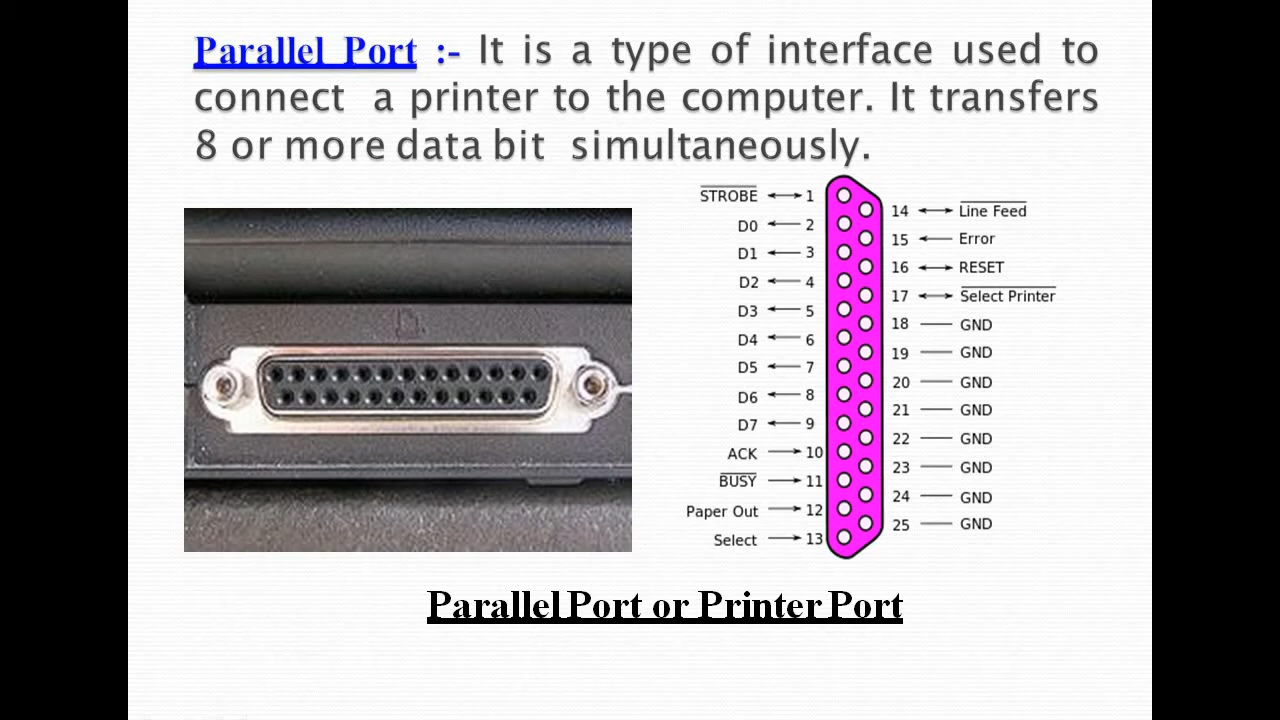 Parallel Port :- It is a type of interface used to
connect a printer to the computer. It transfers
8 or more data bit simultaneously.
STROBE 1
D0 2
D1 3
D2 4
D3 5
D4 6
D5 7
D6 8
D7 9
ACK 10
BUSY 11
Paper Out 12
Select 13
14 Line Feed
15 Error
16 RESET
17 Select Printer
18 GND
19 GND
20 GND
21 GND
22 GND
23 GND
24 GND
25 GND
Parallel Port or Printer Port